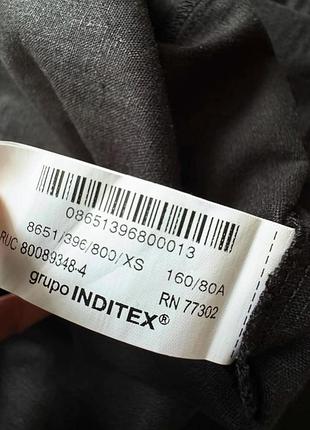 08651396800013
8651/396/800/XS 160/80A
RUC 80089348-4 RN 77302
grupo INDITEX®